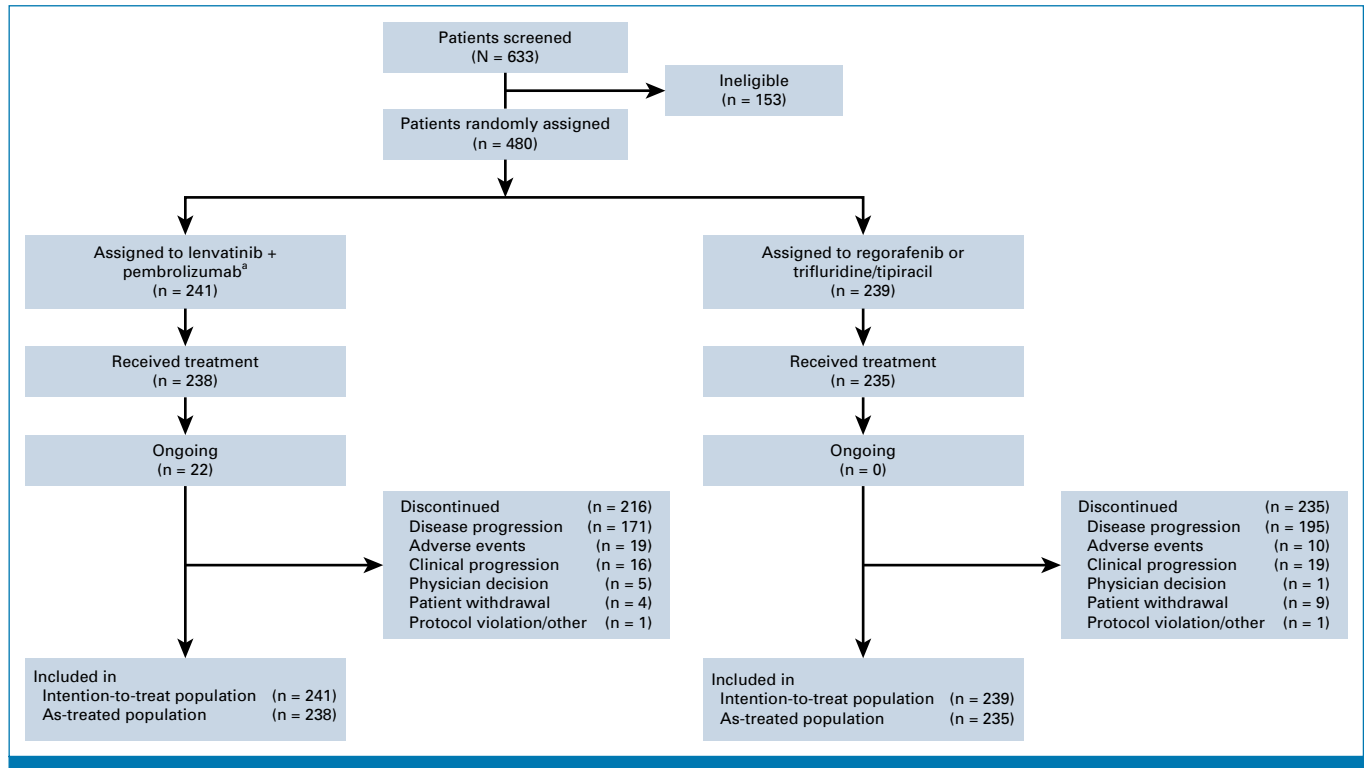 Patients screened
(N = 633)
Ineligible
(n = 153)
Patients randomly assigned
(n = 480)
Assigned to lenvatinib +
pembrolizumabᵃ
(n = 241)
Received treatment
(n = 238)
Ongoing
(n = 22)
Discontinued (n = 216)
Disease progression (n = 171)
Adverse events (n = 19)
Clinical progression (n = 16)
Physician decision (n = 5)
Patient withdrawal (n = 4)
Protocol violation/other (n = 1)
Included in
Intention-to-treat population (n = 241)
As-treated population (n = 238)
Assigned to regorafenib or
trifluridine/tipiracil
(n = 239)
Received treatment
(n = 235)
Ongoing
(n = 0)
Discontinued (n = 235)
Disease progression (n = 195)
Adverse events (n = 10)
Clinical progression (n = 19)
Physician decision (n = 1)
Patient withdrawal (n = 9)
Protocol violation/other (n = 1)
Included in
Intention-to-treat population (n = 239)
As-treated population (n = 235)